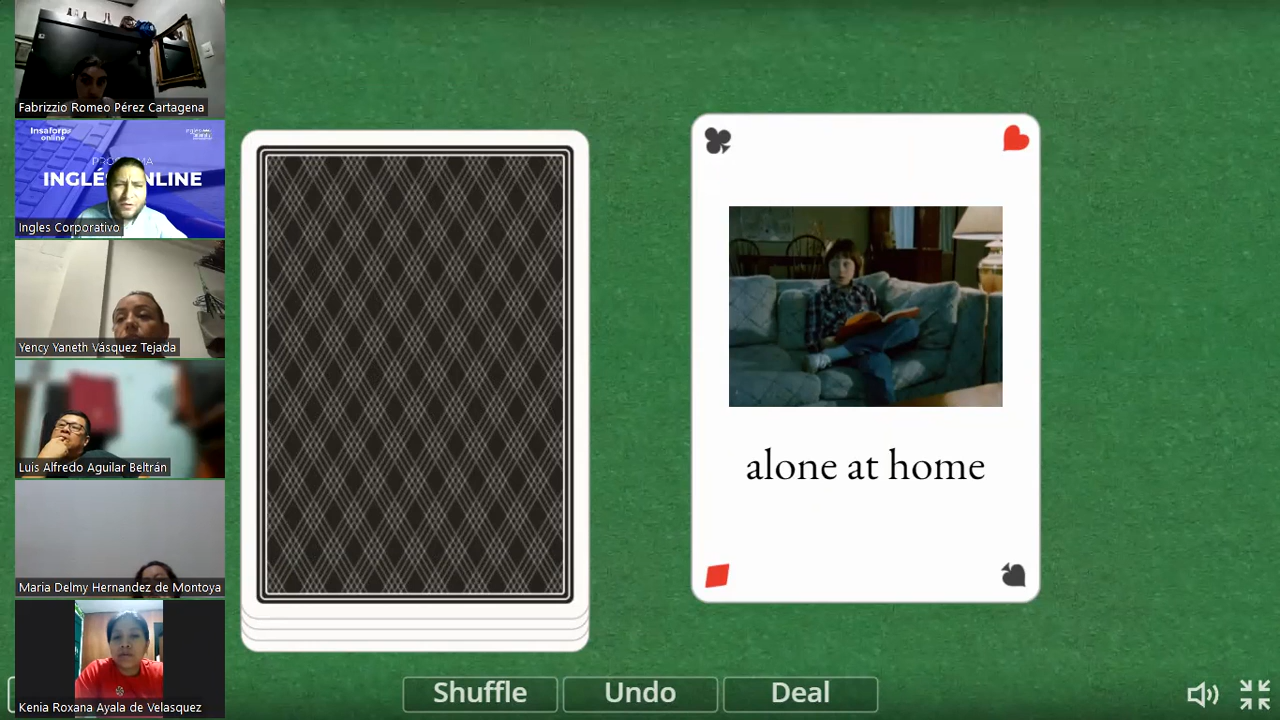 Fabrizzio Romeo Pérez Cartagena
Insaforp
online
INGLÉS ONLINE
Ingles Corporativo
Yency Yaneth Vásquez Tejada
Luis Alfredo Aguilar Beltrán
Maria Delmy Hernandez de Montoya
Kenia Roxana Ayala de Velasquez
alone at home
Shuffle
Undo
Deal